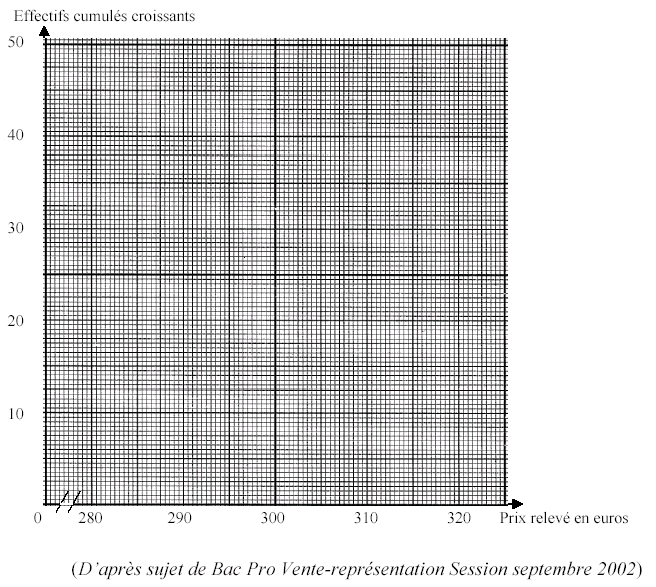 Effectifs cumulés croissants
50
40
30
20
10
0 280 290 300 310 320 Prix relevé en euros
(D'après sujet de Bac Pro Vente-représentation Session septembre 2002)